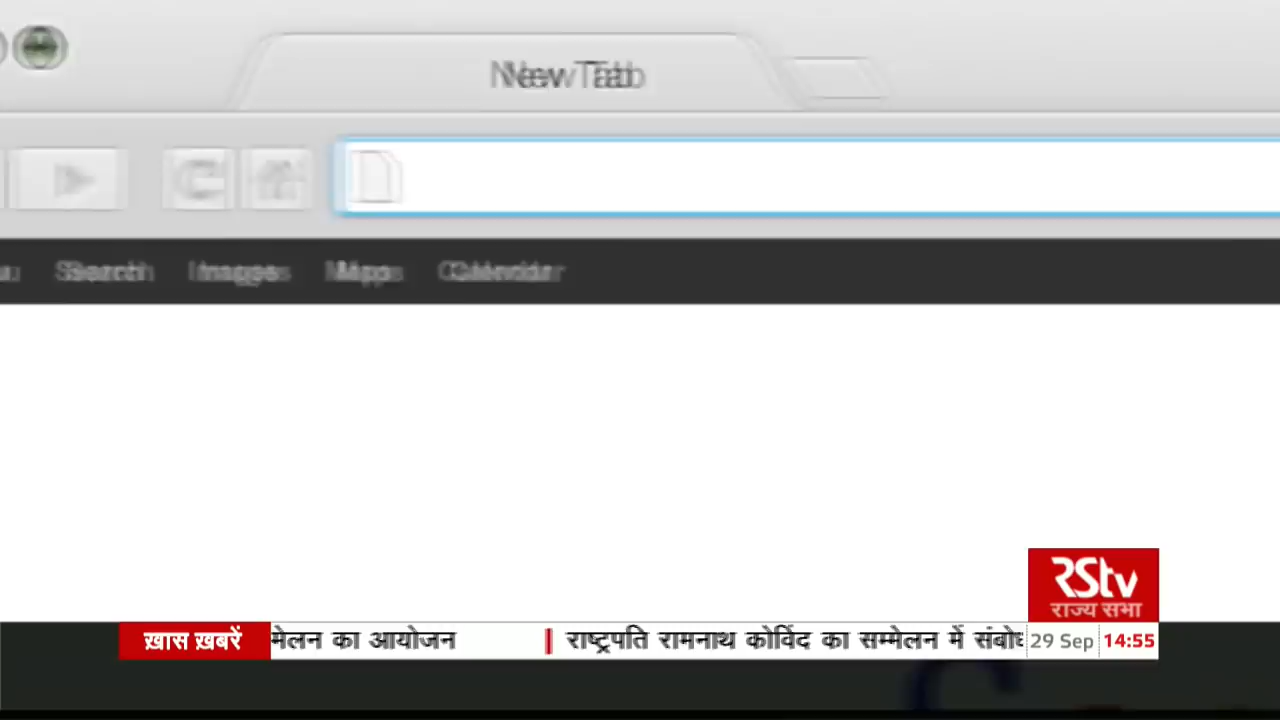 New Tab
Search Images Maps Calendar
RStv
राज्य सभा
ख़ास ख़बरें
मेलन का आयोजन | राष्ट्रपति रामनाथ कोविंद का सम्मेलन में
29 Sep 14:55